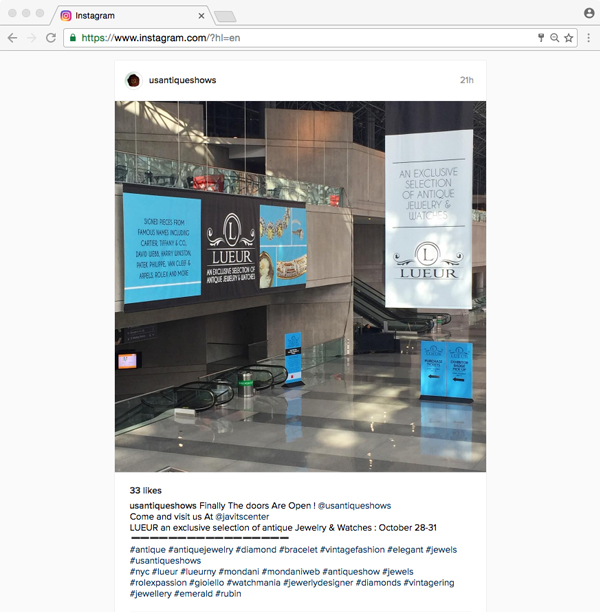 Instagram
https://www.instagram.com/?hl=en
usantiqueshows
21h
AN EXCLUSIVE
SELECTION
OF ANTIQUE
JEWELRY &
WATCHES
L
LUEUR
SIGNED PIECES FROM
FAMOUS NAMES INCLUDING
CARTIER, TIFFANY & CO.,
DAVID WEBB, HARRY WINSTON,
PATEK PHILIPPE, VAN CLEEF &
ARPELS, ROLEX AND MORE
L
LUEUR
AN EXCLUSIVE SELECTION OF
ANTIQUE JEWELRY & WATCHES
LUEUR
LUEUR
33 likes
usantiqueshows Finally The doors Are Open ! @usantiqueshows
Come and visit us At @javitscenter
LUEUR an exclusive selection of antique Jewelry & Watches : October 28-31
➖➖➖➖➖➖➖➖➖➖➖➖➖➖➖➖➖
#antique #antiquejewelry #diamond #bracelet #vintagefashion #elegant #jewels
#usantiqueshows
#nyc #lueur #lueurny #mondani #mondaniweb #antiqueshow #jewels
#rolexpassion #gioiello #watchmania #jewerlydesigner #diamonds #vintagering
#jewellery #emerald #rubin